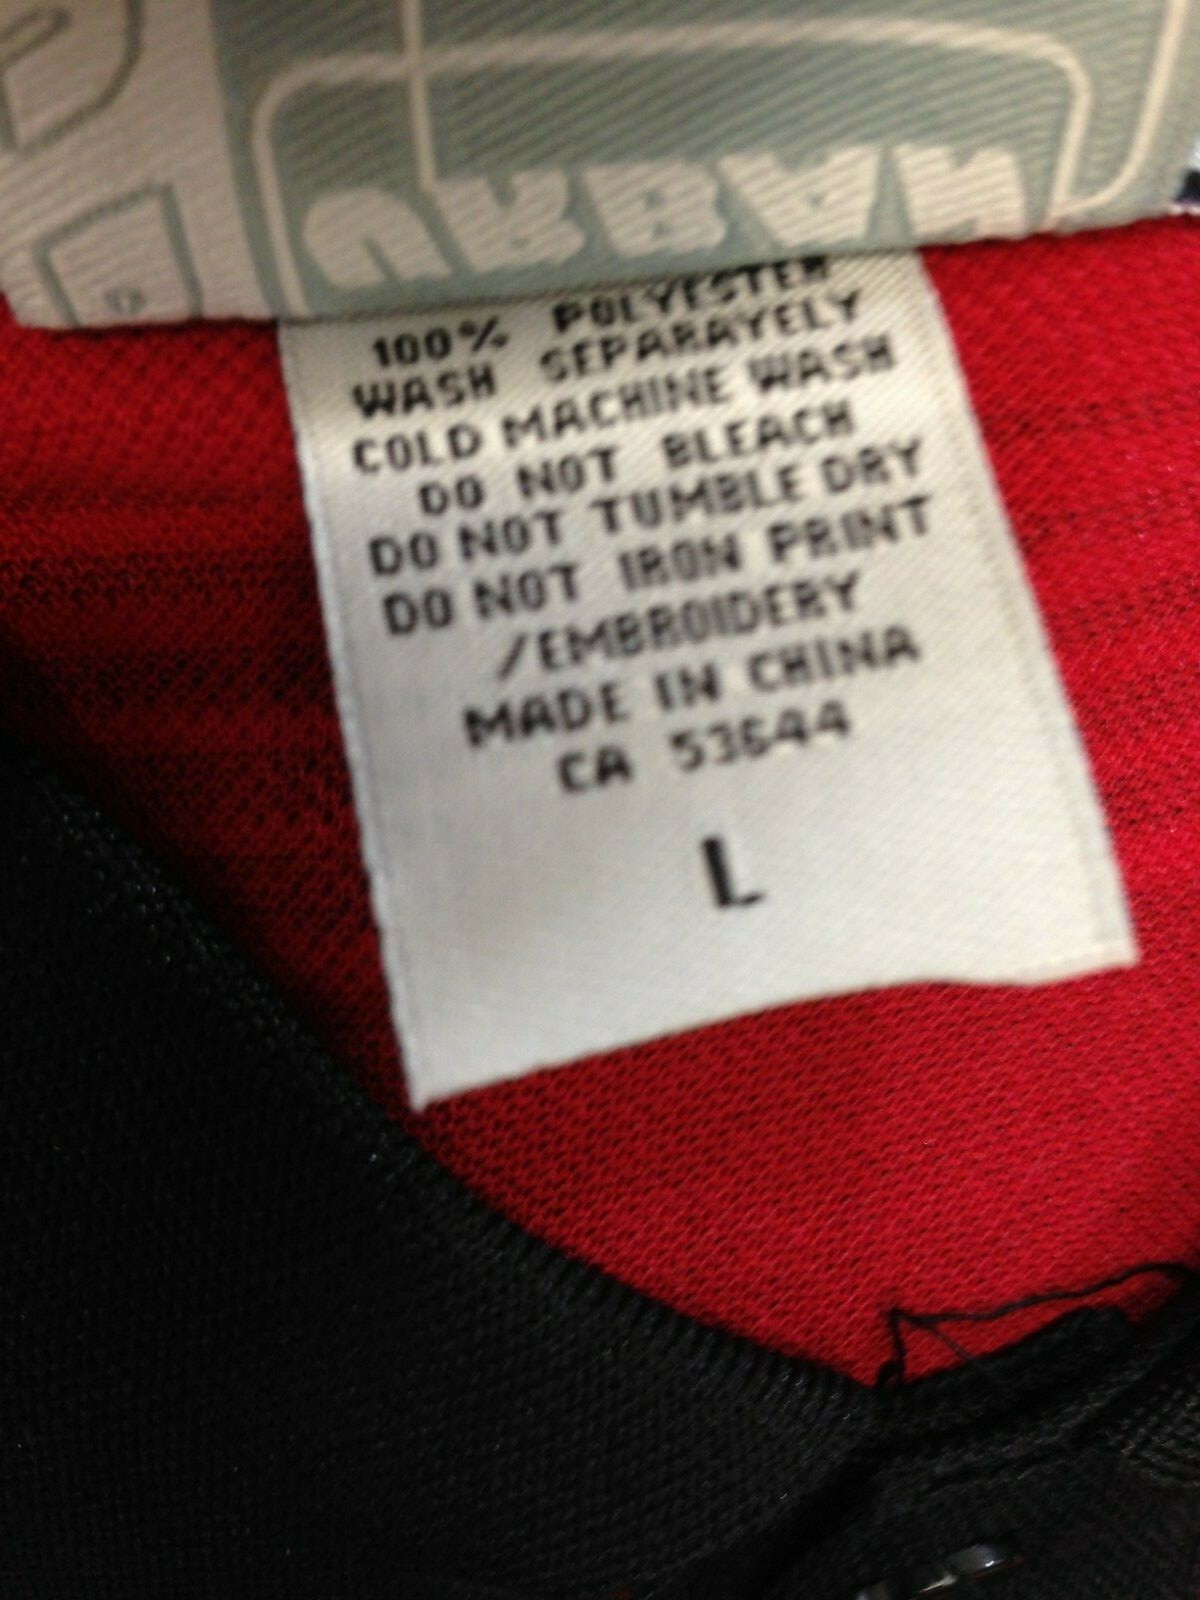 URBAN
100% POLYESTER
WASH SEPARAYELY
COLD MACHINE WASH
DO NOT BLEACH
DO NOT TUMBLE DRY
DO NOT IRON PRINT
/EMBROIDERY
MADE IN CHINA
CA 53644
L